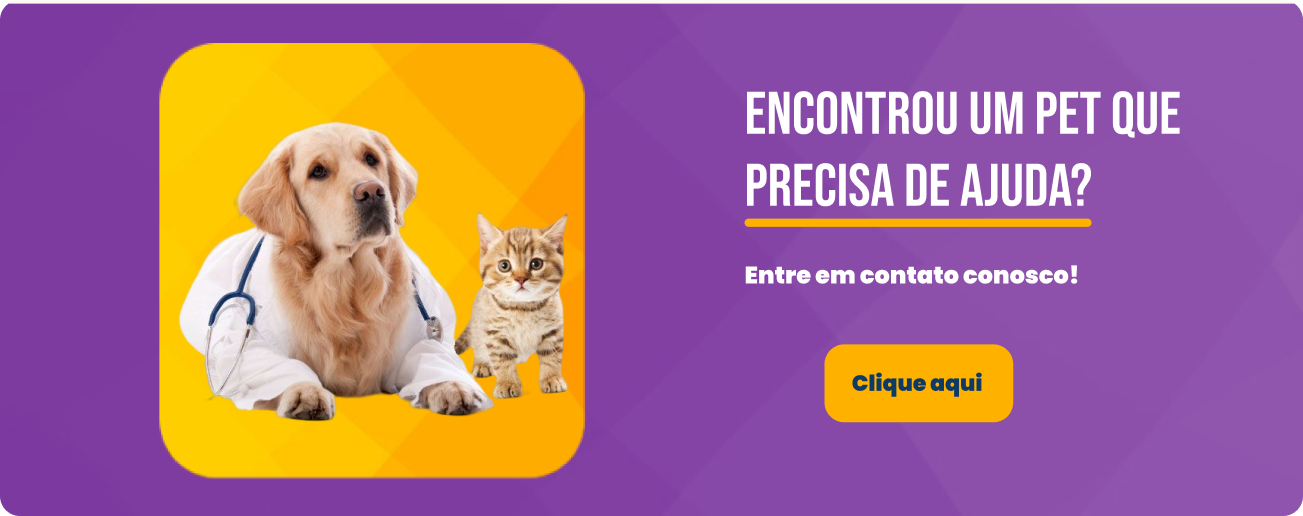 ENCONTROU UM PET QUE
PRECISA DE AJUDA?
Entre em contato conosco!
Clique aqui